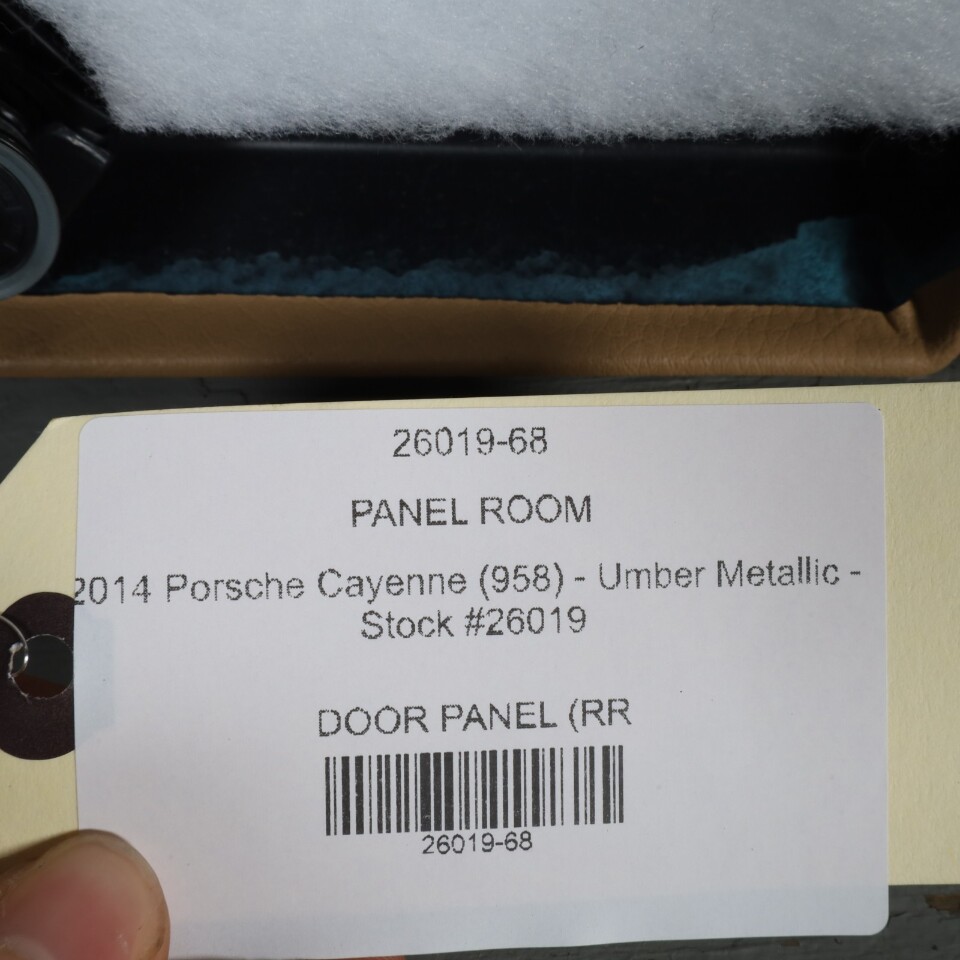 26019-68
PANEL ROOM
2014 Porsche Cayenne (958) - Umber Metallic -
Stock #26019
DOOR PANEL (RR
26019-68